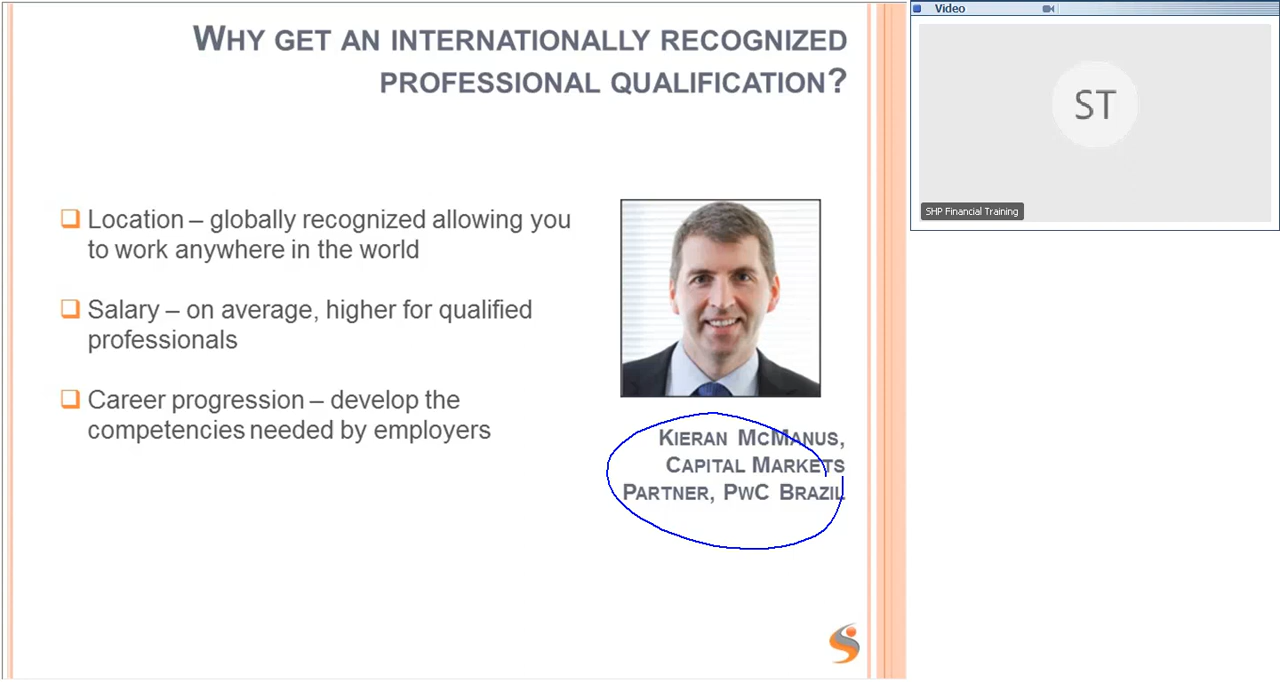 WHY GET AN INTERNATIONALLY RECOGNIZED
PROFESSIONAL QUALIFICATION?
Location – globally recognized allowing you
to work anywhere in the world
Salary – on average, higher for qualified
professionals
Career progression – develop the
competencies needed by employers
KIERAN MCMANUS,
CAPITAL MARKETS
PARTNER, PWC BRAZIL
Video
ST
SHP Financial Training